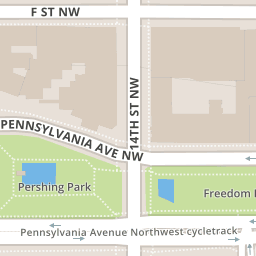 F ST NW
14TH ST NW
PENNSYLVANIA AVE NW
Pershing Park
Freedom
Pennsylvania Avenue Northwest cycletrack